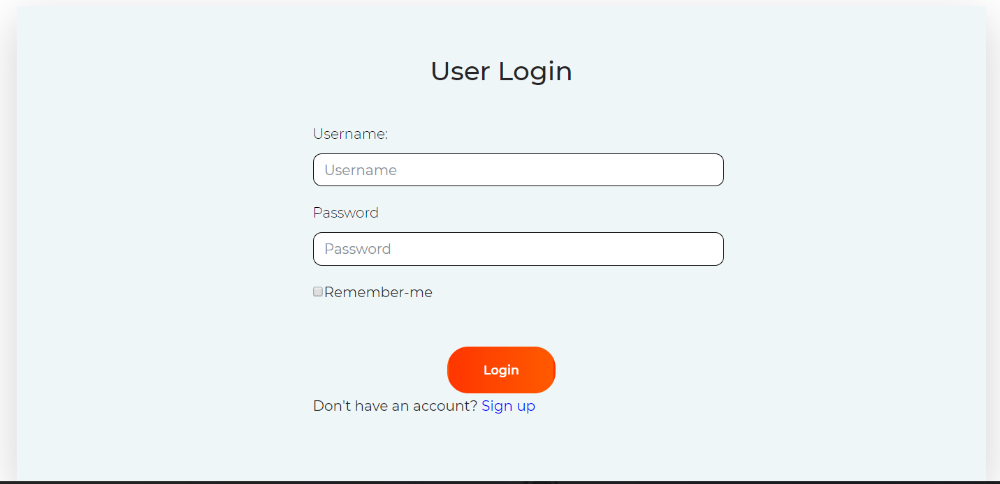 User Login
Username:
Username
Password
Password
Remember-me
Login
Don't have an account? Sign up